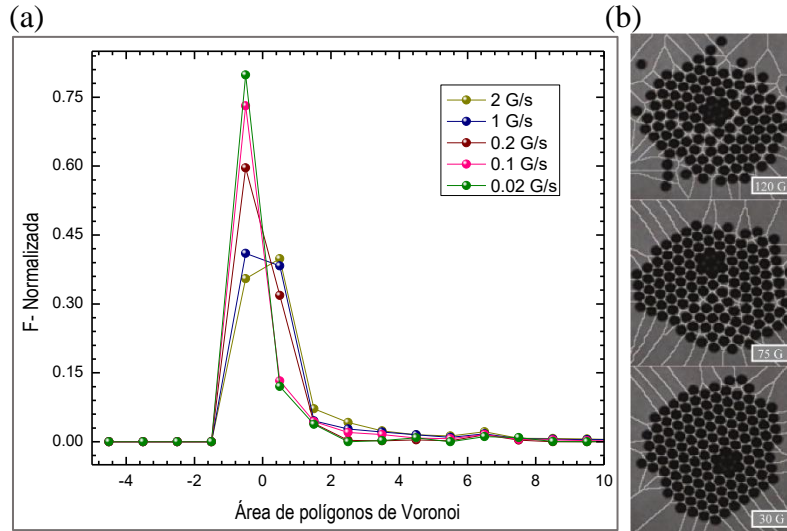 (a)
(b)
F- Normalizada
0.75
0.60
0.45
0.30
0.15
0.00
2 G/s
1 G/s
0.2 G/s
0.1 G/s
0.02 G/s
-4
-2
0
2
4
6
8
10
Área de polígonos de Voronoi
120 G
75 G
30 G